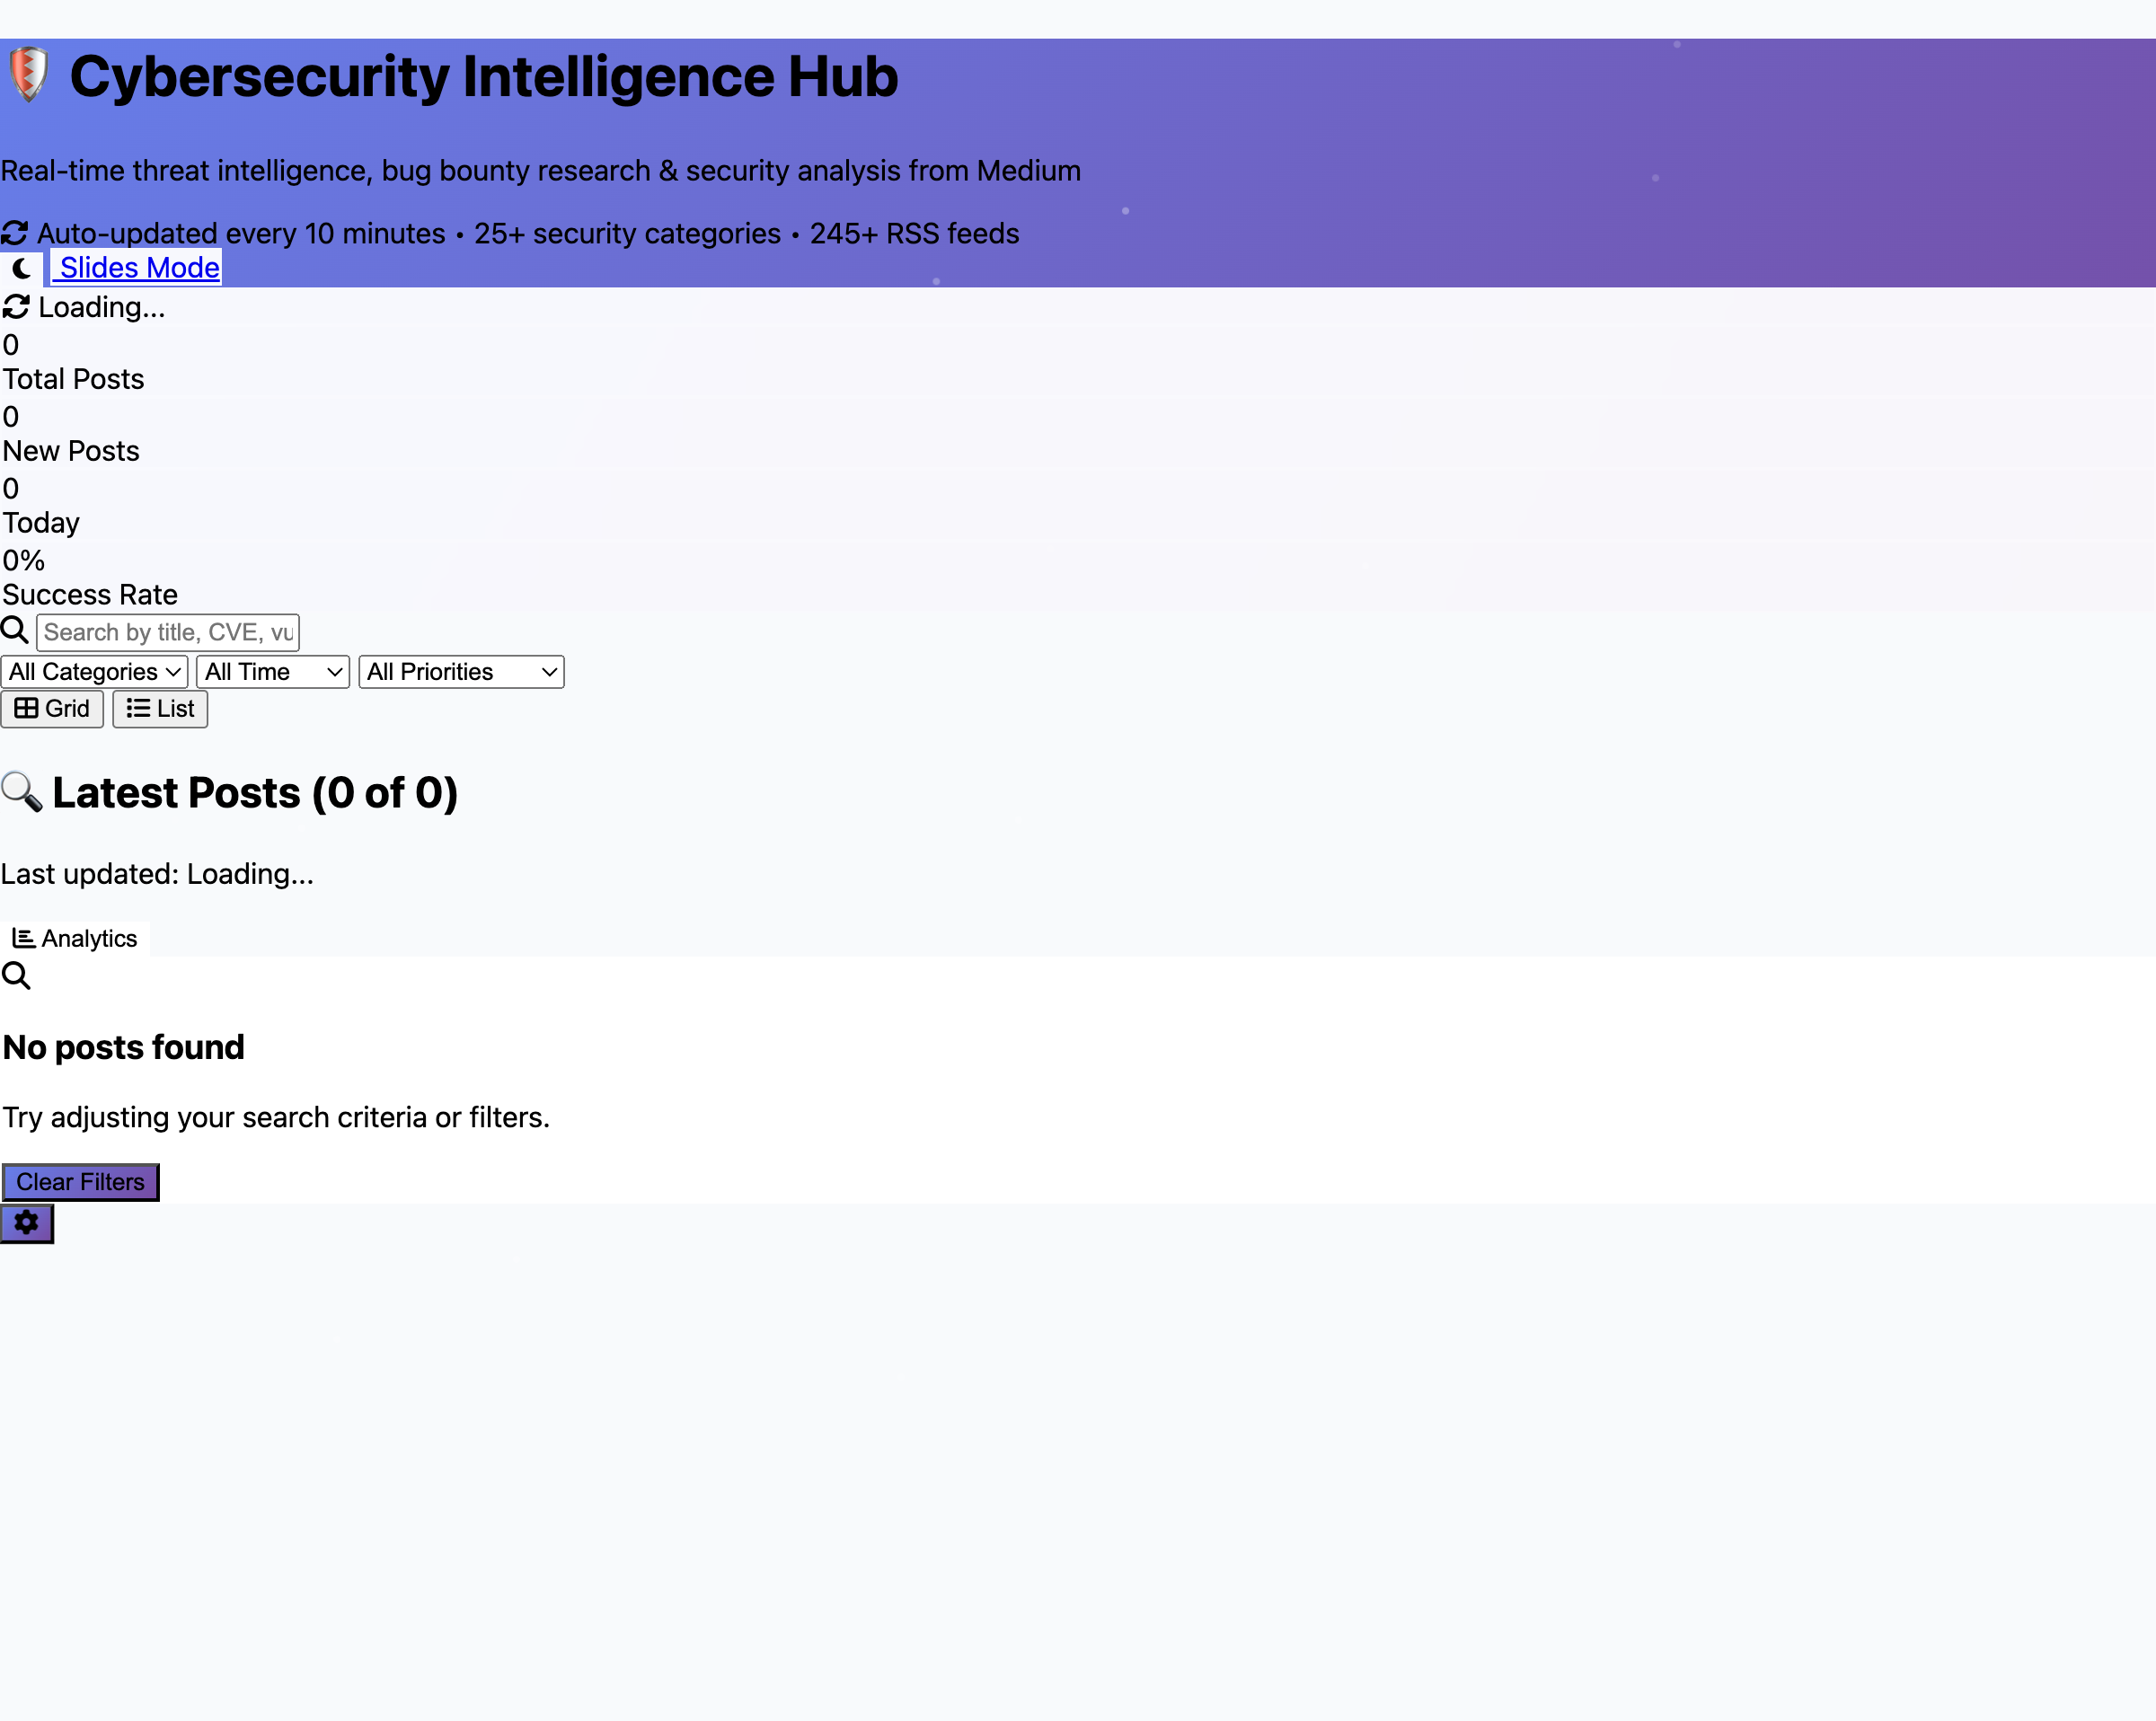 Cybersecurity Intelligence Hub
Real-time threat intelligence, bug bounty research & security analysis from Medium
Auto-updated every 10 minutes • 25+ security categories • 245+ RSS feeds
Slides Mode
Loading...
0
Total Posts
0
New Posts
0
Today
0%
Success Rate
Search by title, CVE, vu
All Categories All Time All Priorities
Grid List
Latest Posts (0 of 0)
Last updated: Loading...
Analytics
No posts found
Try adjusting your search criteria or filters.
Clear Filters